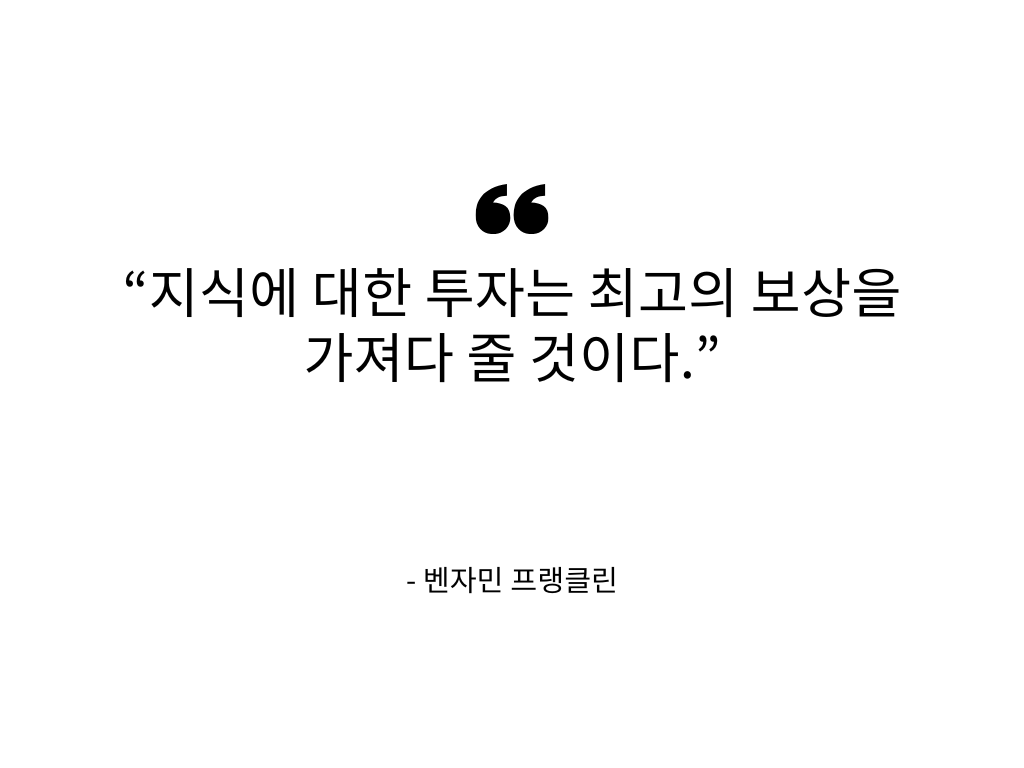 ❝
“지식에 대한 투자는 최고의 보상을
가져다 줄 것이다.”
- 벤자민 프랭클린